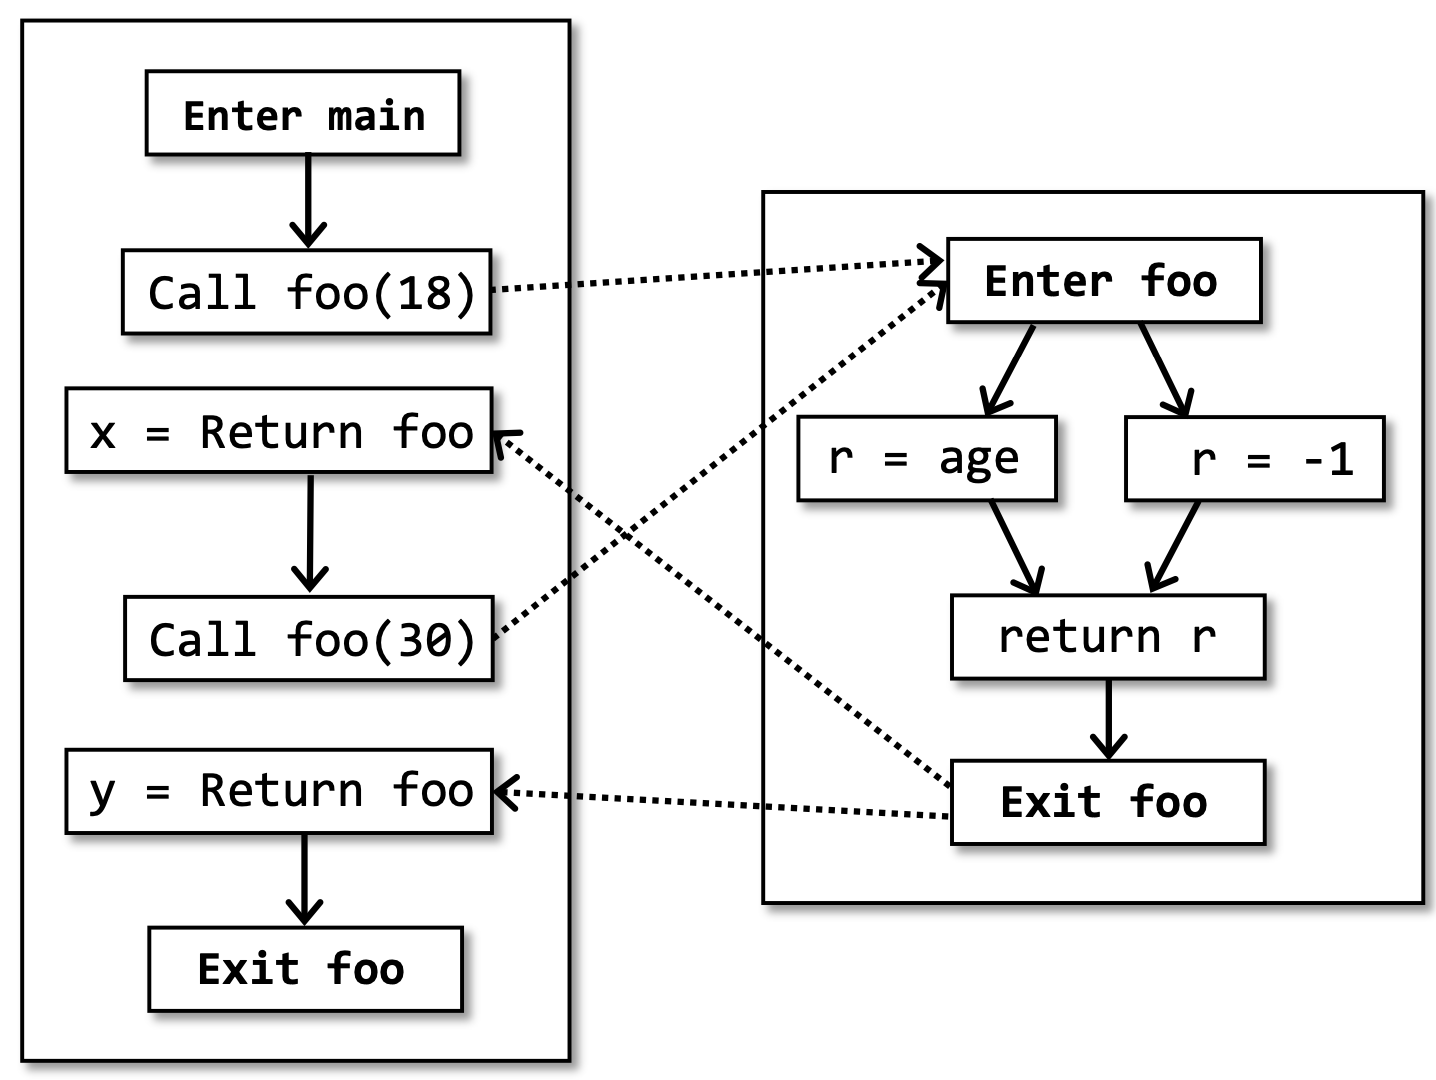 Enter main
Call foo(18)
x = Return foo
Call foo(30)
y = Return foo
Exit foo
Enter foo
r = age
r = -1
return r
Exit foo